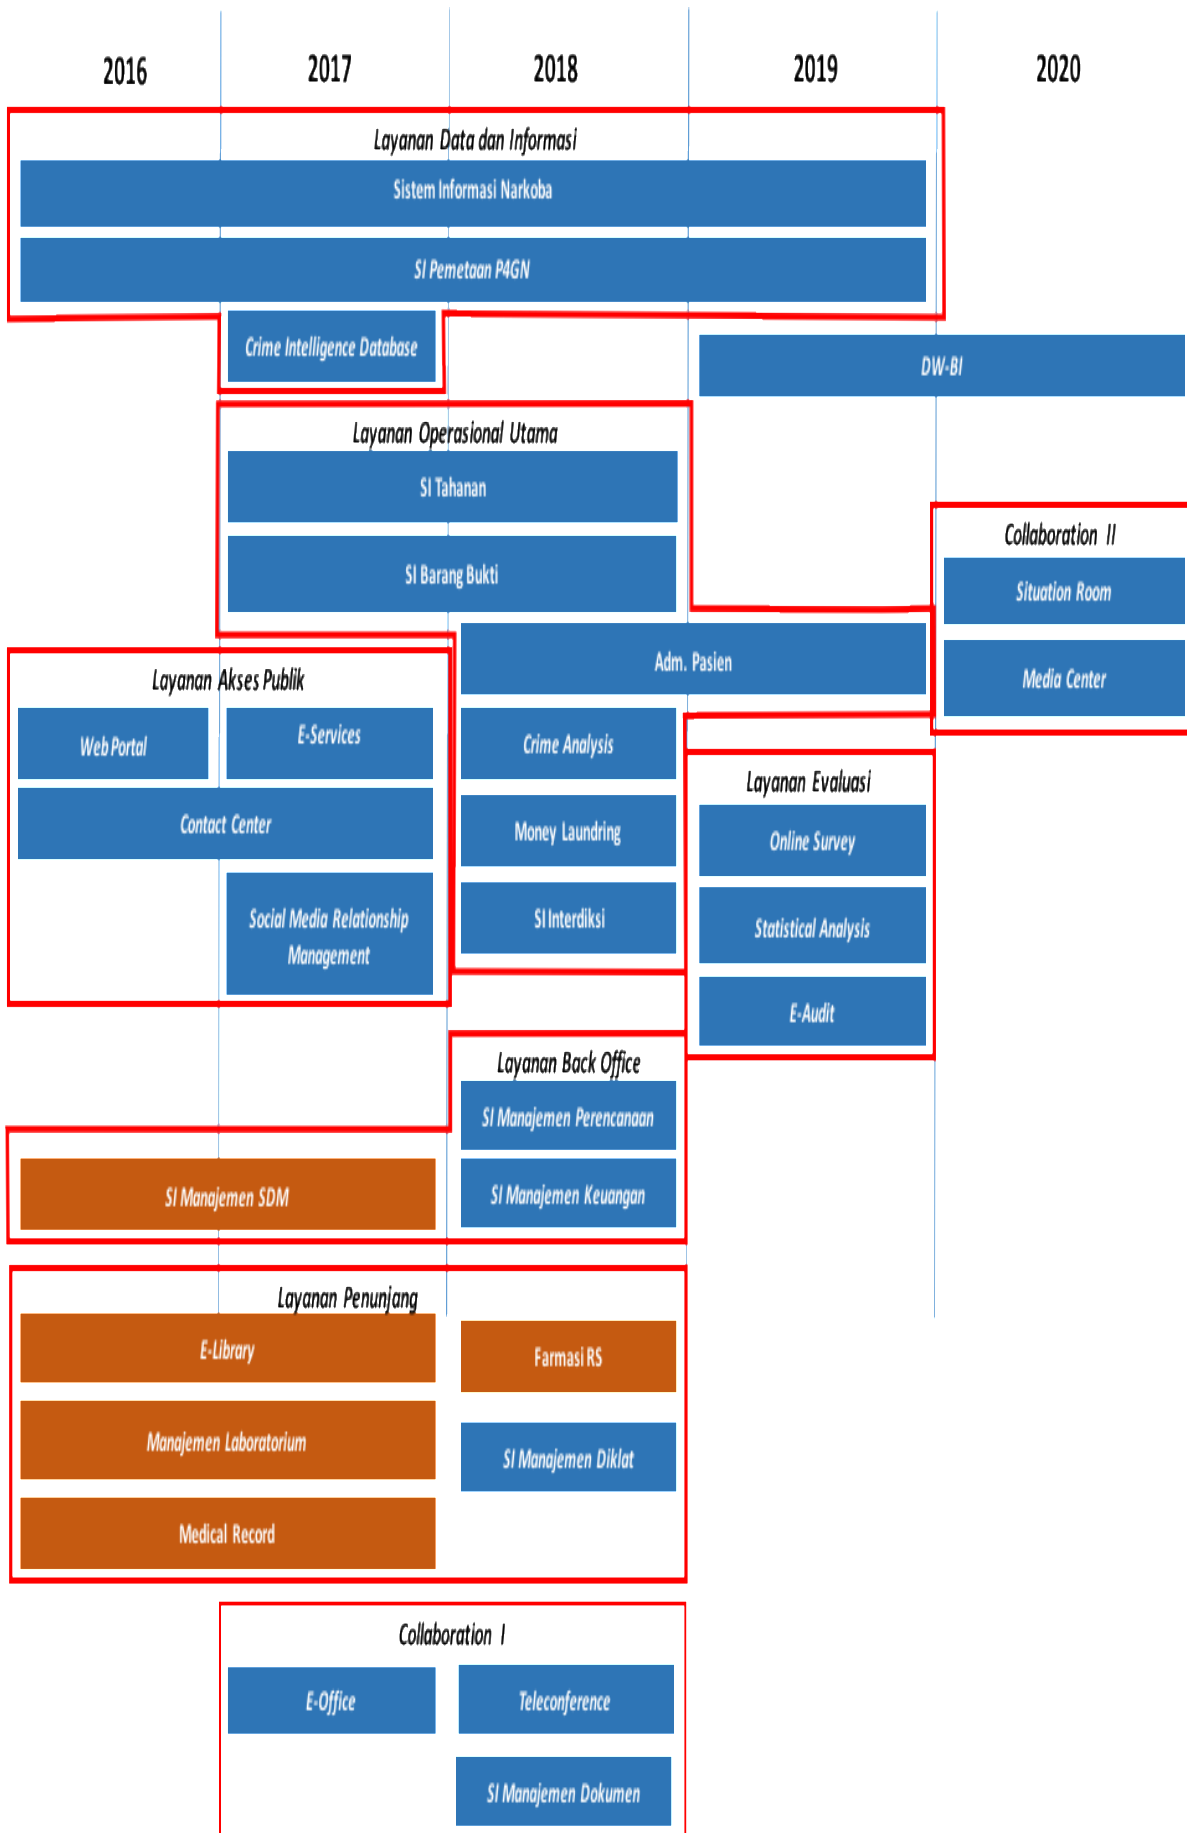 2016
2017
2018
2019
2020
Layanan Data dan Informasi
Sistem Informasi Narkoba
SI Pemetaan P4GN
Crime Intelligence Database
DW-BI
Layanan Operasional Utama
SI Tahanan
SI Barang Bukti
Adm. Pasien
Crime Analysis
Money Laundring
SI Interdiksi
Collaboration II
Situation Room
Media Center
Layanan Akses Publik
Web Portal
E-Services
Contact Center
Social Media Relationship
Management
Layanan Evaluasi
Online Survey
Statistical Analysis
E-Audit
Layanan Back Office
SI Manajemen Perencanaan
SI Manajemen SDM
SI Manajemen Keuangan
Layanan Penunjang
E-Library
Farmasi RS
Manajemen Laboratorium
SI Manajemen Diklat
Medical Record
Collaboration I
E-Office
Teleconference
SI Manajemen Dokumen